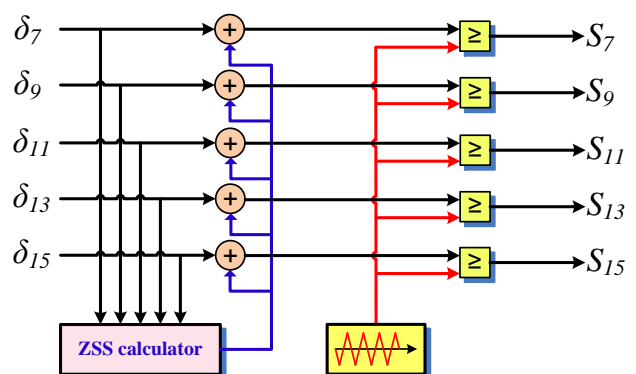 δ7 + ≥ S7
δ9 + ≥ S9
δ11 + ≥ S11
δ13 + ≥ S13
δ15 + ≥ S15
ZSS calculator